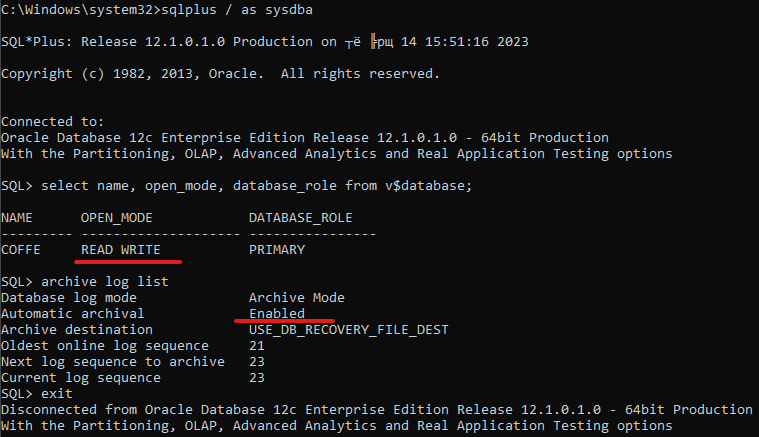 C:\Windows\system32>sqlplus / as sysdba
SQL*Plus: Release 12.1.0.1.0 Production on ┬ё ╠рщ 14 15:51:16 2023
Copyright (c) 1982, 2013, Oracle.  All rights reserved.
Connected to:
Oracle Database 12c Enterprise Edition Release 12.1.0.1.0 - 64bit Production
With the Partitioning, OLAP, Advanced Analytics and Real Application Testing options
SQL> select name, open_mode, database_role from v$database;
NAME      OPEN_MODE            DATABASE_ROLE
--------- -------------------- ----------------
COFFE     READ WRITE           PRIMARY
SQL> archive log list
Database log mode              Archive Mode
Automatic archival             Enabled
Archive destination            USE_DB_RECOVERY_FILE_DEST
Oldest online log sequence     21
Next log sequence to archive   23
Current log sequence           23
SQL> exit
Disconnected from Oracle Database 12c Enterprise Edition Release 12.1.0.1.0 - 64bit Production
With the Partitioning, OLAP, Advanced Analytics and Real Application Testing options